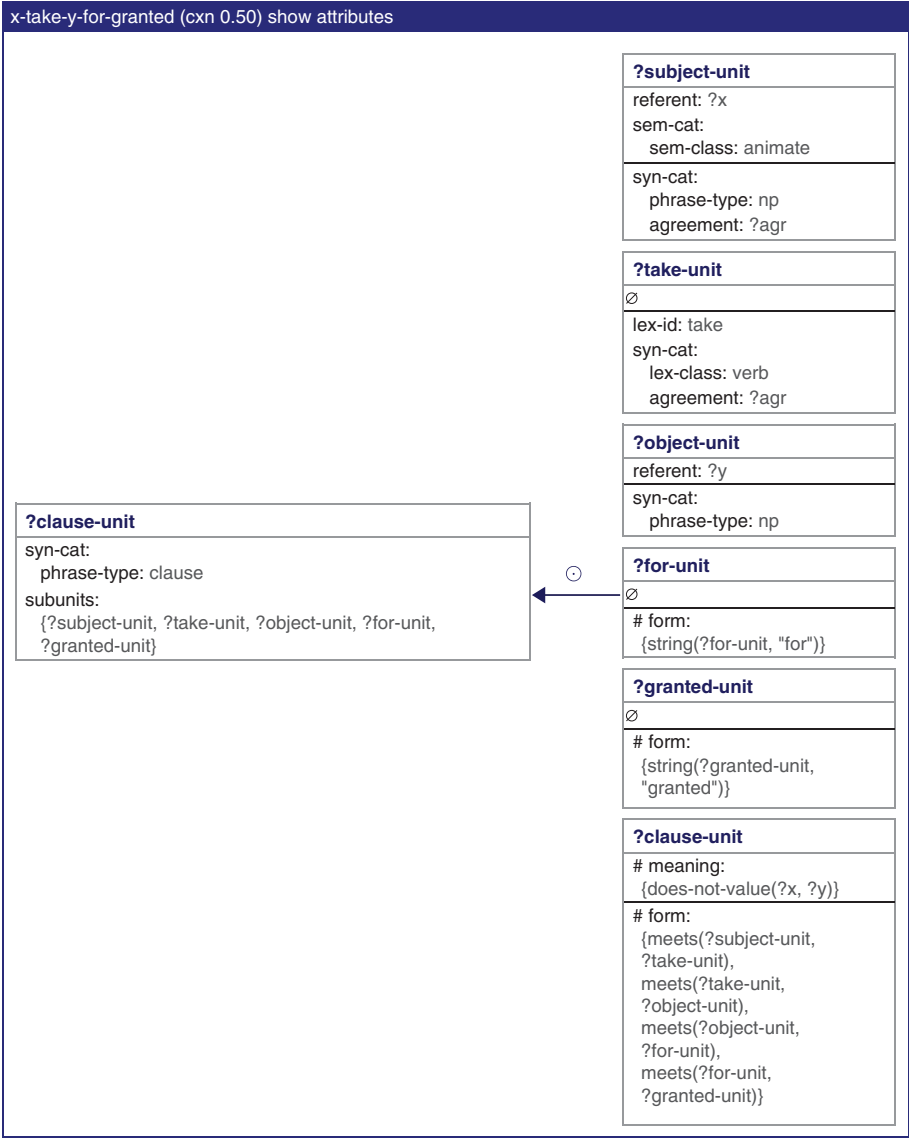 x-take-y-for-granted (cxn 0.50) show attributes
?clause-unit
syn-cat:
phrase-type: clause
subunits:
{?subject-unit, ?take-unit, ?object-unit, ?for-unit,
?granted-unit}
⊙
?subject-unit
referent: ?x
sem-cat:
sem-class: animate
syn-cat:
phrase-type: np
agreement: ?agr
?take-unit
∅
lex-id: take
syn-cat:
lex-class: verb
agreement: ?agr
?object-unit
referent: ?y
syn-cat:
phrase-type: np
?for-unit
∅
# form:
{string(?for-unit, "for")}
?granted-unit
∅
# form:
{string(?granted-unit,
"granted")}
?clause-unit
# meaning:
{does-not-value(?x, ?y)}
# form:
{meets(?subject-unit,
?take-unit),
meets(?take-unit,
?object-unit),
meets(?object-unit,
?for-unit),
meets(?for-unit,
?granted-unit)}